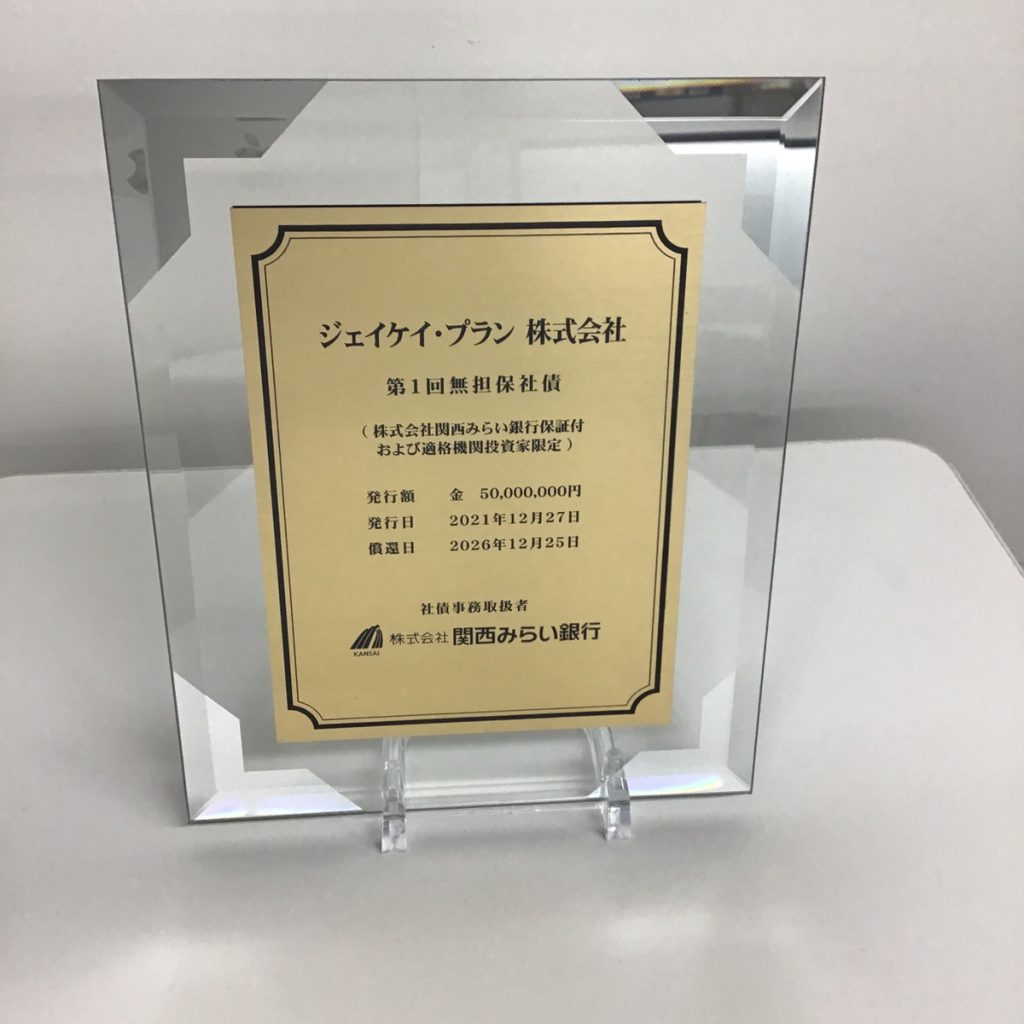 ジェイケイ・プラン 株式会社
第1回無担保社債
（ 株式会社関西みらい銀行保証付
および適格機関投資家限定 ）
発行額 金 50,000,000円
発行日 2021年12月27日
償還日 2026年12月25日
社債事務取扱者
KANSAI 株式会社 関西みらい銀行